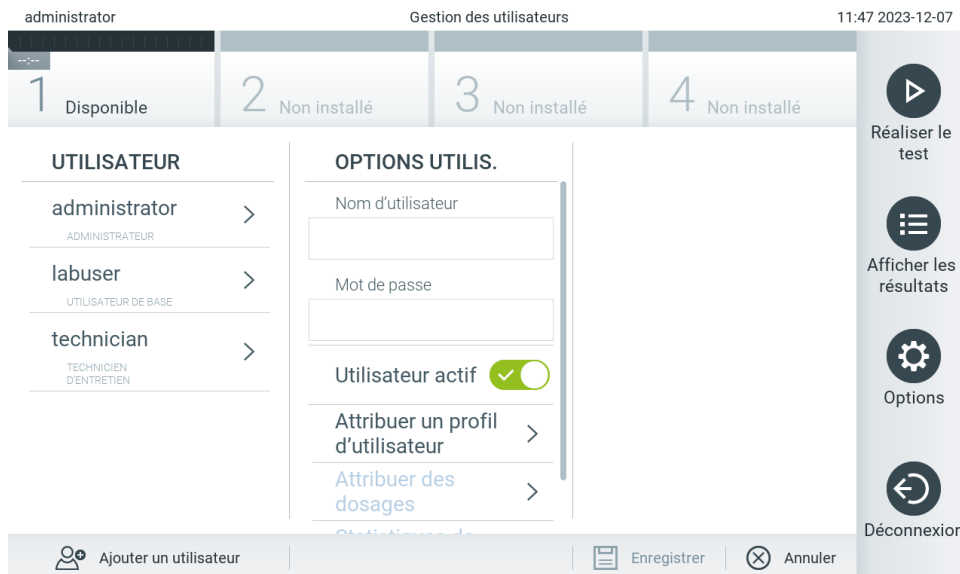 administrator
Gestion des utilisateurs
11:47 2023-12-07
--:--
1 Disponible
2 Non installé
3 Non installé
4 Non installé
UTILISATEUR
administrator
ADMINISTRATEUR
labuser
UTILISATEUR DE BASE
technician
TECHNICIEN
D'ENTRETIEN
OPTIONS UTILIS.
Nom d'utilisateur
Mot de passe
Utilisateur actif
Attribuer un profil
d'utilisateur
Attribuer des
dosages
Statistiques de
Réaliser le
test
Afficher les
résultats
Options
Déconnexion
Ajouter un utilisateur
Enregistrer
Annuler